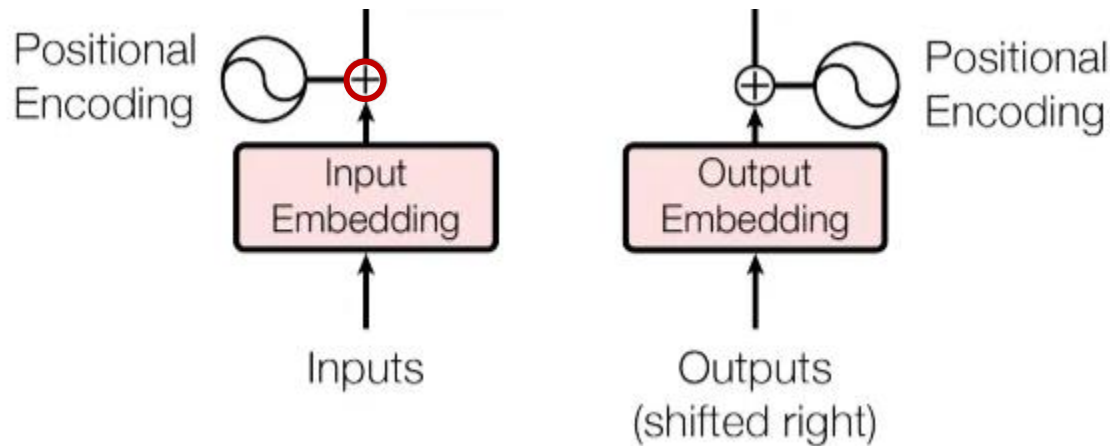 Positional
Encoding
Input
Embedding
Inputs
Output
Embedding
Outputs
(shifted right)
Positional
Encoding